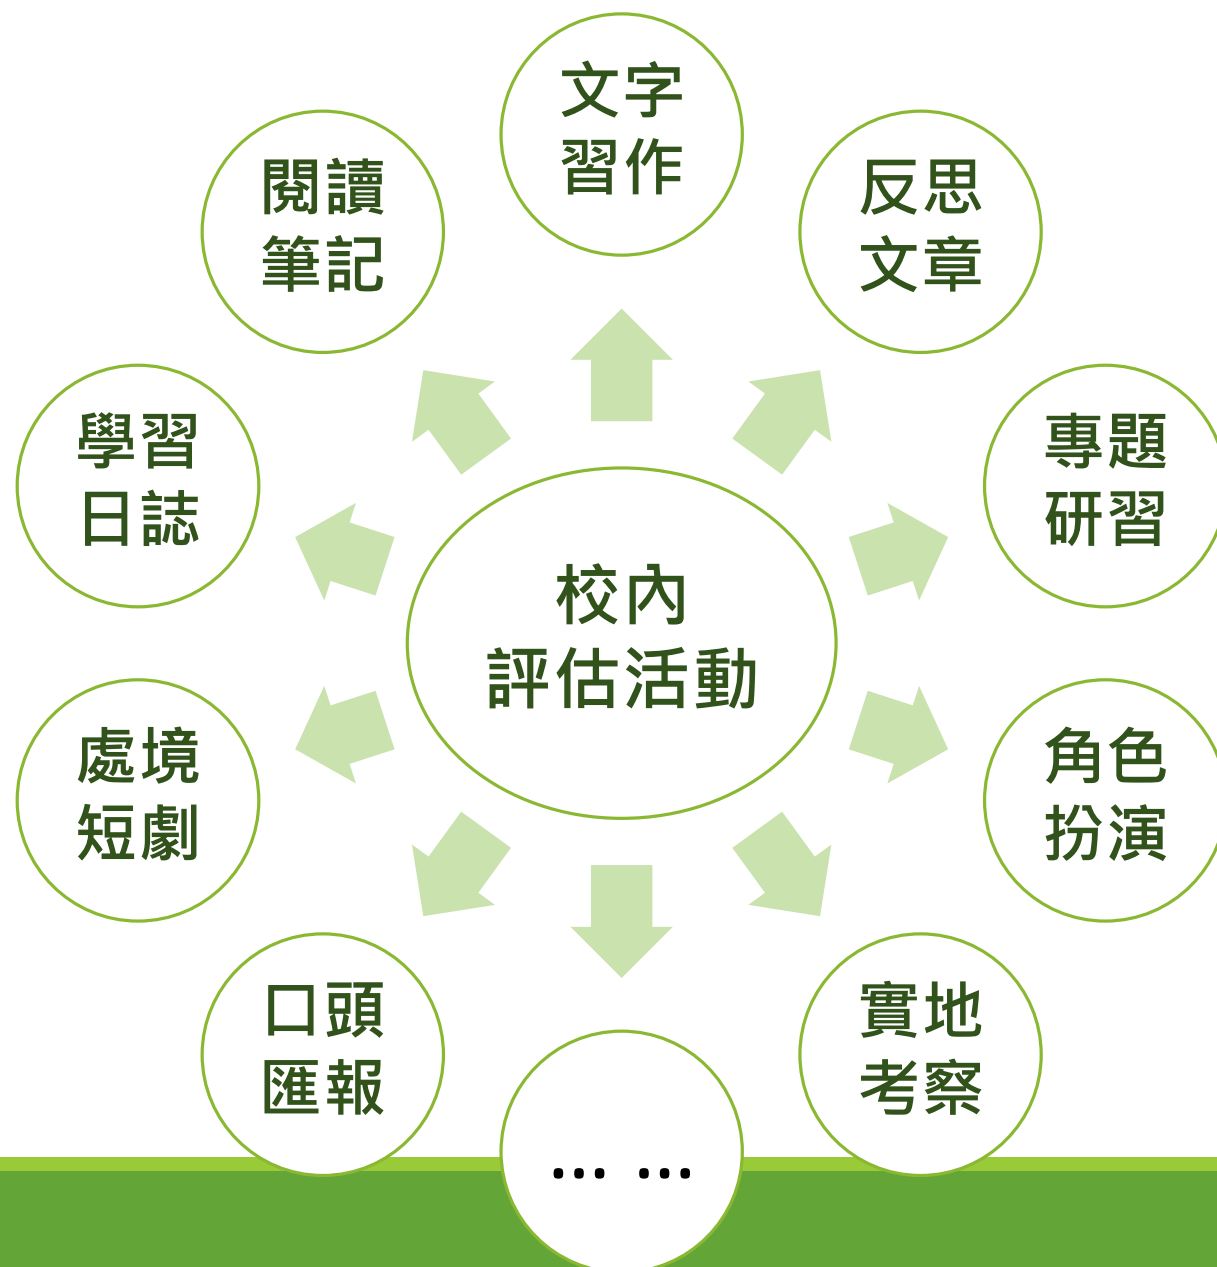 文字
習作
反思
文章
專題
研習
角色
扮演
實地
考察
... ...
口頭
匯報
處境
短劇
學習
日誌
閱讀
筆記
校內
評估活動